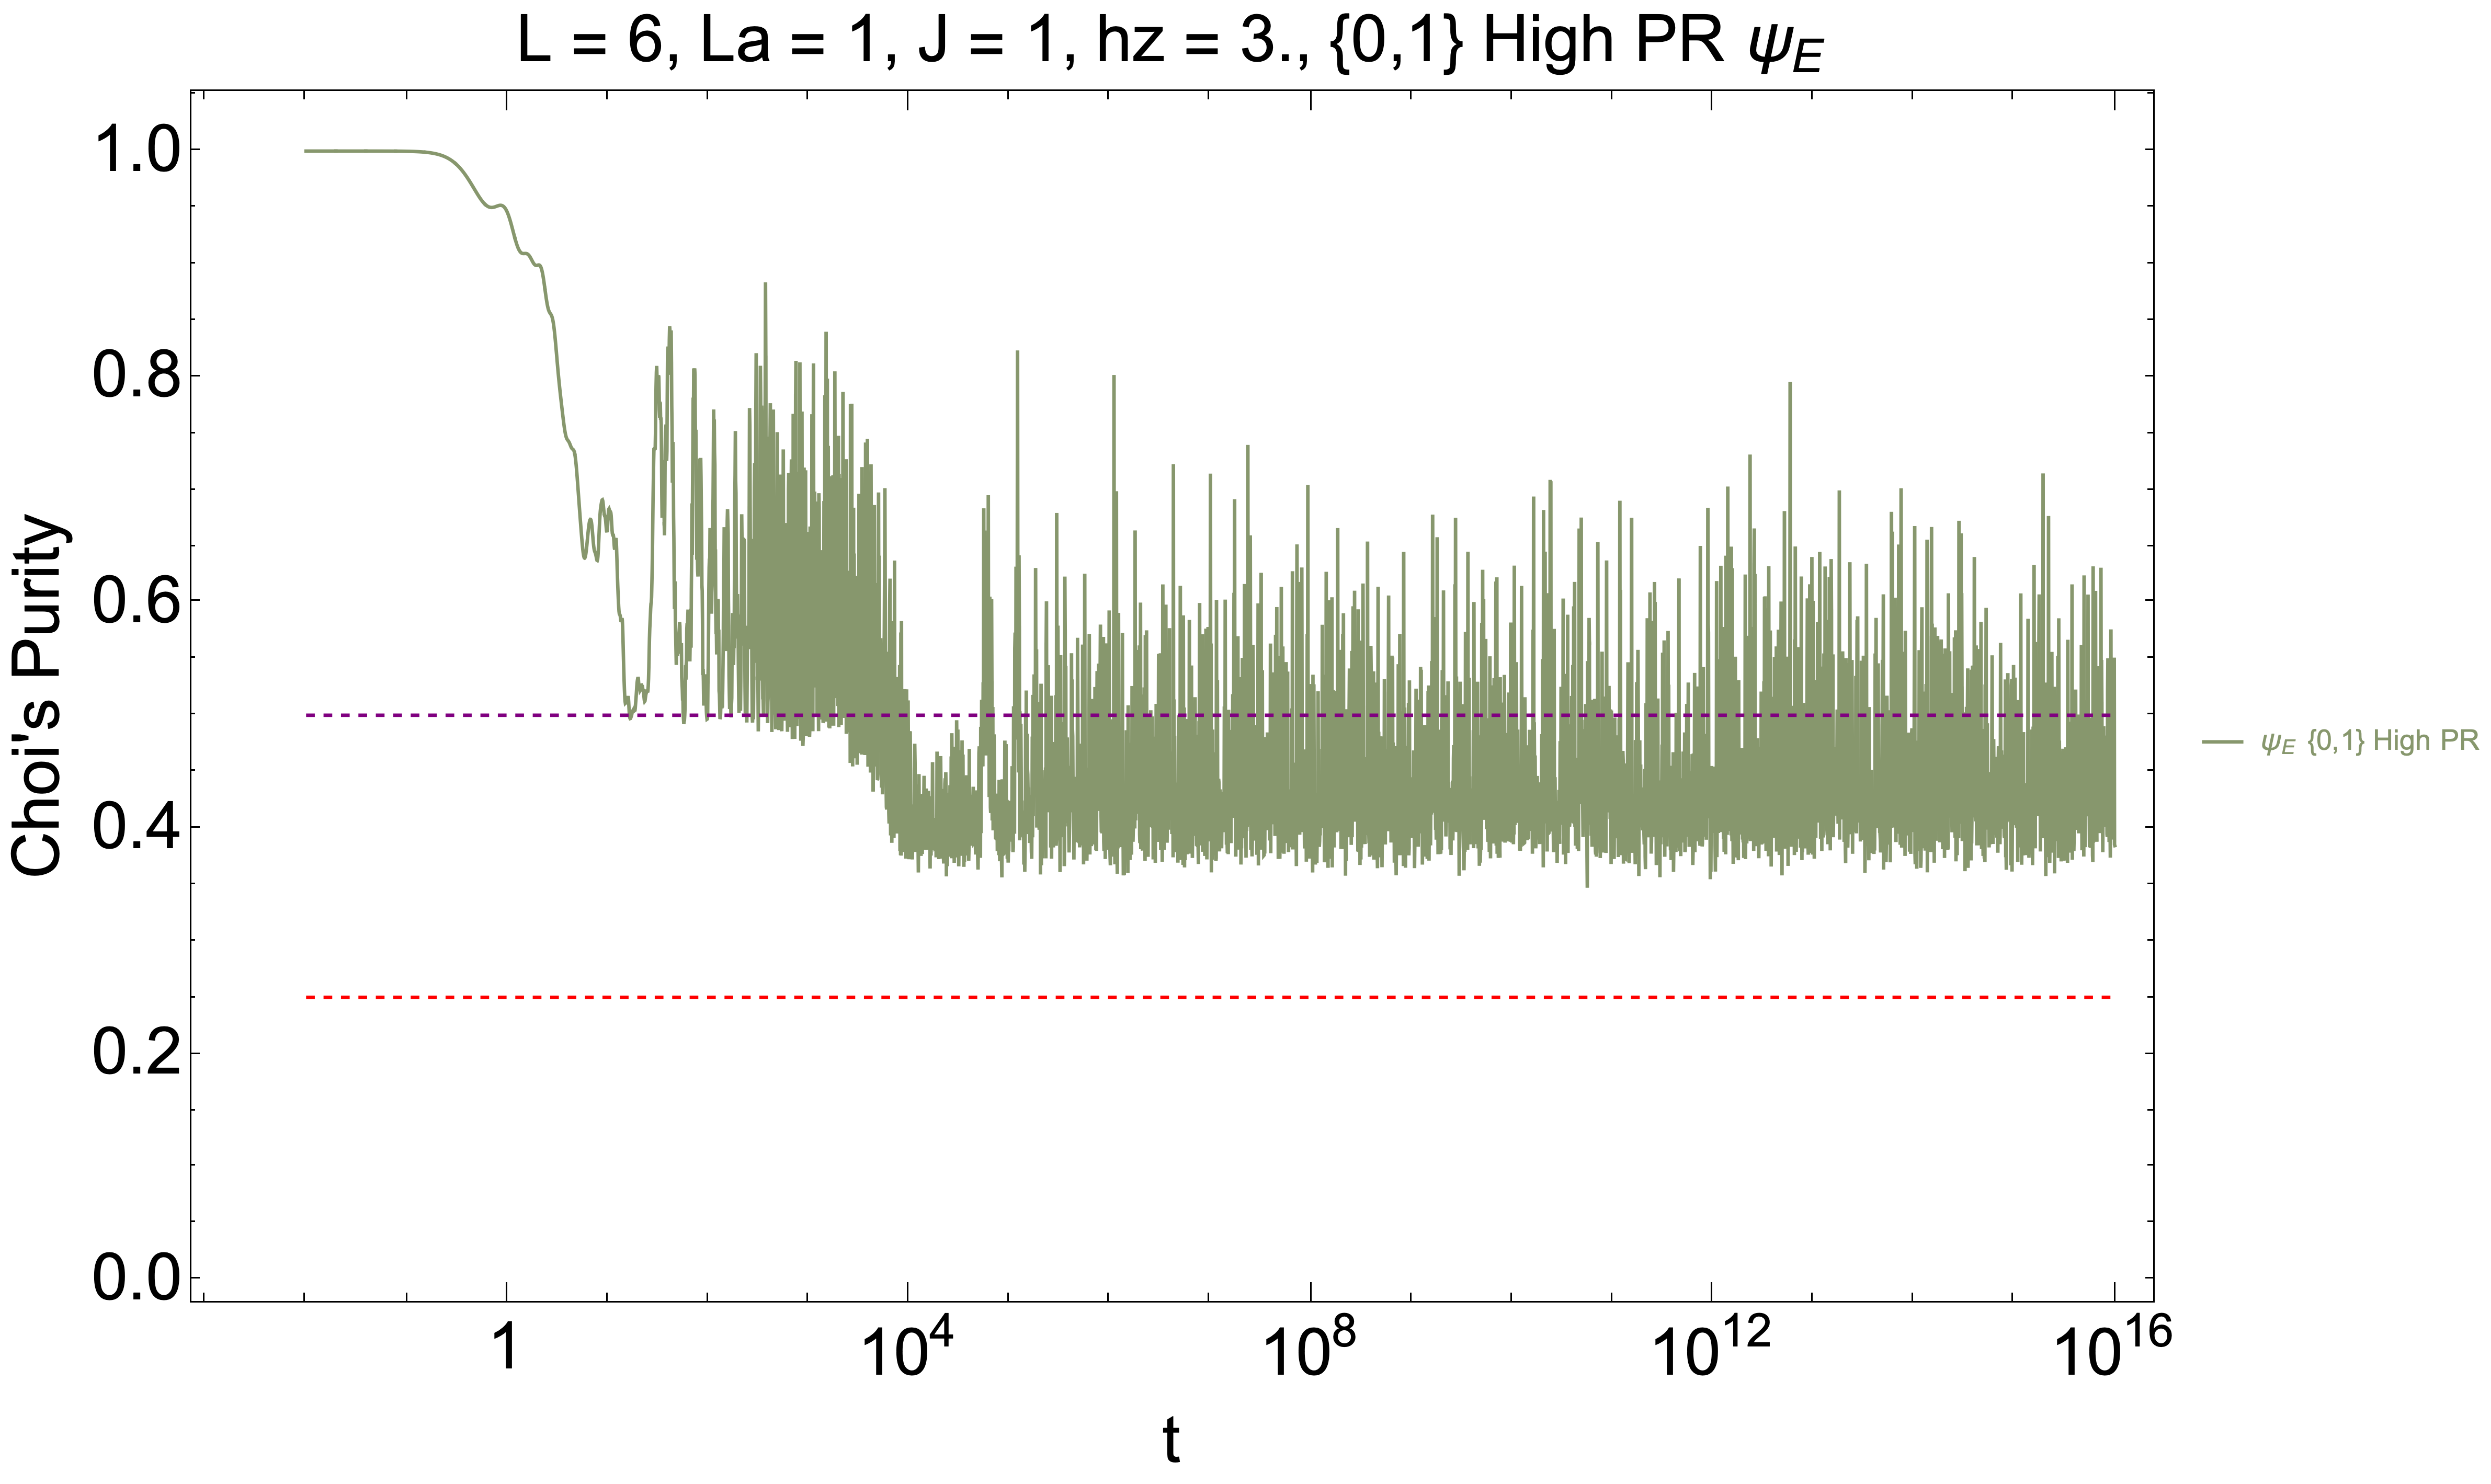 L = 6, La = 1, J = 1, hz = 3., {0,1} High PR ψ_E
Choi's Purity
1.0
0.8
0.6
0.4
0.2
0.0
1
10^4
10^8
10^12
10^16
t
ψ_E {0,1} High PR